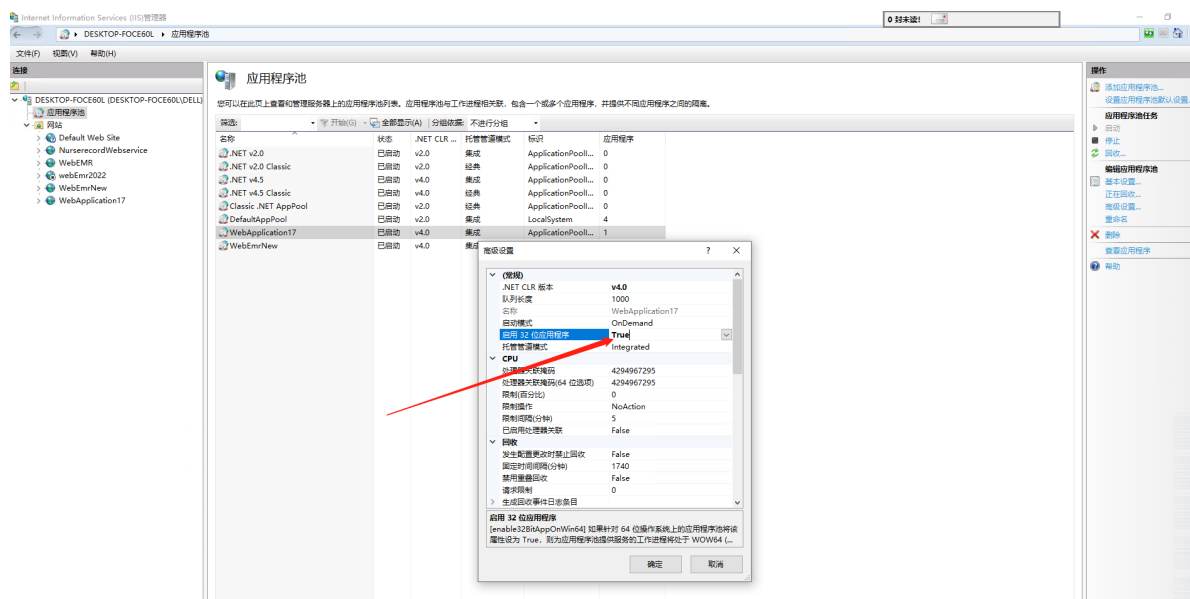 Internet Information Services (IIS)管理器
0 封未读!
DESKTOP-FOCE60L 应用程序池
文件(F) 视图(V) 帮助(H)
连接
DESKTOP-FOCE60L (DESKTOP-FOCE60L\DELL)
应用程序池
网站
Default Web Site
NurserecordWebservice
WebEMR
webEmr2022
WebEmrNew
WebApplication17
应用程序池
您可以在此页上查看和管理服务器上的应用程序池列表。应用程序池与工作进程相关联，包含一个或多个应用程序，并提供不同应用程序之间的隔离。
筛选: 开始(G) 全部显示(A) 分组依据: 不进行分组
名称 状态 .NET CLR ... 托管管道模式 标识 应用程序
.NET v2.0 已启动 v2.0 集成 ApplicationPoolI... 0
.NET v2.0 Classic 已启动 v2.0 经典 ApplicationPoolI... 0
.NET v4.5 已启动 v4.0 集成 ApplicationPoolI... 0
.NET v4.5 Classic 已启动 v4.0 经典 ApplicationPoolI... 0
Classic .NET AppPool 已启动 v2.0 经典 ApplicationPoolI... 0
DefaultAppPool 已启动 v2.0 集成 LocalSystem 4
WebApplication17 已启动 v4.0 集成 ApplicationPoolI... 1
WebEmrNew 已启动 v4.0
高级设置 ?
(常规)
.NET CLR 版本 v4.0
队列长度 1000
名称 WebApplication17
启动模式 OnDemand
启用 32 位应用程序 True
托管管道模式 Integrated
CPU
处理器关联掩码 4294967295
处理器关联掩码(64 位选项) 4294967295
限制(百分比) 0
限制操作 NoAction
限制间隔(分钟) 5
已启用处理器关联 False
回收
发生配置更改时禁止回收 False
固定时间间隔(分钟) 1740
禁用重叠回收 False
请求限制 0
生成回收事件日志条目
启用 32 位应用程序
[enable32BitAppOnWin64] 如果针对 64 位操作系统上的应用程序池将该
属性设为 True，则为应用程序池提供服务的工作进程将处于 WOW64 (...
确定 取消
操作
添加应用程序池...
设置应用程序池默认设置...
应用程序池任务
启动
停止
回收...
编辑应用程序池
基本设置...
正在回收...
高级设置...
重命名
删除
查看应用程序
帮助